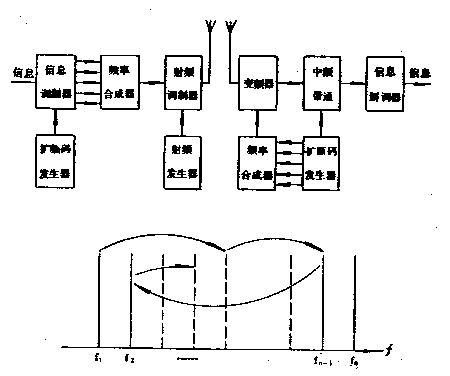 信息
信息
调制器
频率
合成器
射频
调制器
变频器
中频
带通
信息
解调器
信息
扩频码
发生器
射频
发生器
频率
合成器
扩频码
发生器
f
f₁
f₂
fₙ₋₁
fₙ